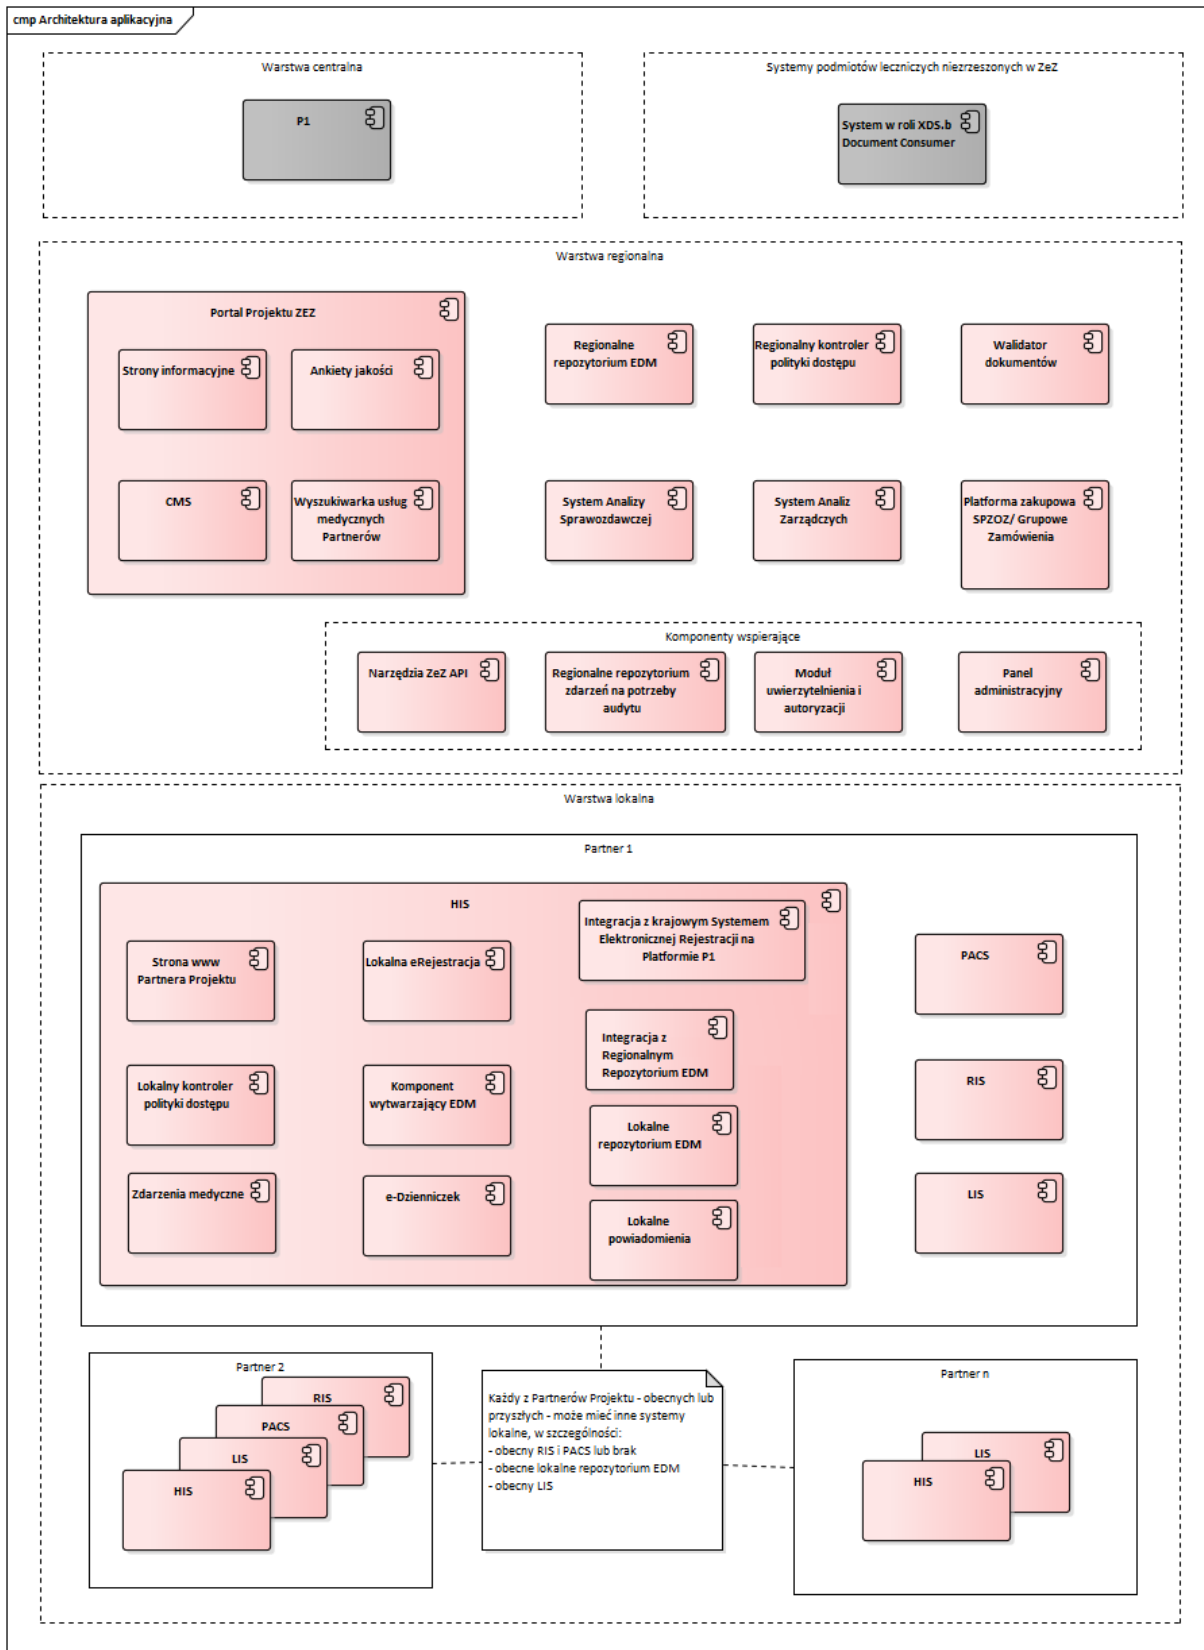 cmp Architektura aplikacyjna
Warstwa centralna
P1
Systemy podmiotów leczniczych niezrzeszonych w ZeZ
System w roli XDS.b
Document Consumer
Warstwa regionalna
Portal Projektu ZEZ
Strony informacyjne
Ankiety jakości
CMS
Wyszukiwarka usług
medycznych
Partnerów
Regionalne
repozytorium EDM
Regionalny kontroler
polityki dostępu
Walidator
dokumentów
System Analizy
Sprawozdawczej
System Analiz
Zarządczych
Platforma zakupowa
SPZOZ/ Grupowe
Zamówienia
Komponenty wspierające
Narzędzia ZeZ API
Regionalne repozytorium
zdarzeń na potrzeby
audytu
Moduł
uwierzytelnienia i
autoryzacji
Panel
administracyjny
Warstwa lokalna
Partner 1
HIS
Strona www
Partnera Projektu
Lokalna eRejestracja
Integracja z krajowym Systemem
Elektronicznej Rejestracji na
Platformie P1
Integracja z
Regionalnym
Repozytorium EDM
Lokalny kontroler
polityki dostępu
Komponent
wytwarzający EDM
Lokalne
repozytorium EDM
Zdarzenia medyczne
e-Dzienniczek
Lokalne
powiadomienia
PACS
RIS
LIS
Partner 2
RIS
PACS
LIS
HIS
Każdy z Partnerów Projektu - obecnych lub
przyszłych - może mieć inne systemy
lokalne, w szczególności:
- obecny RIS i PACS lub brak
- obecne lokalne repozytorium EDM
- obecny LIS
Partner n
LIS
HIS